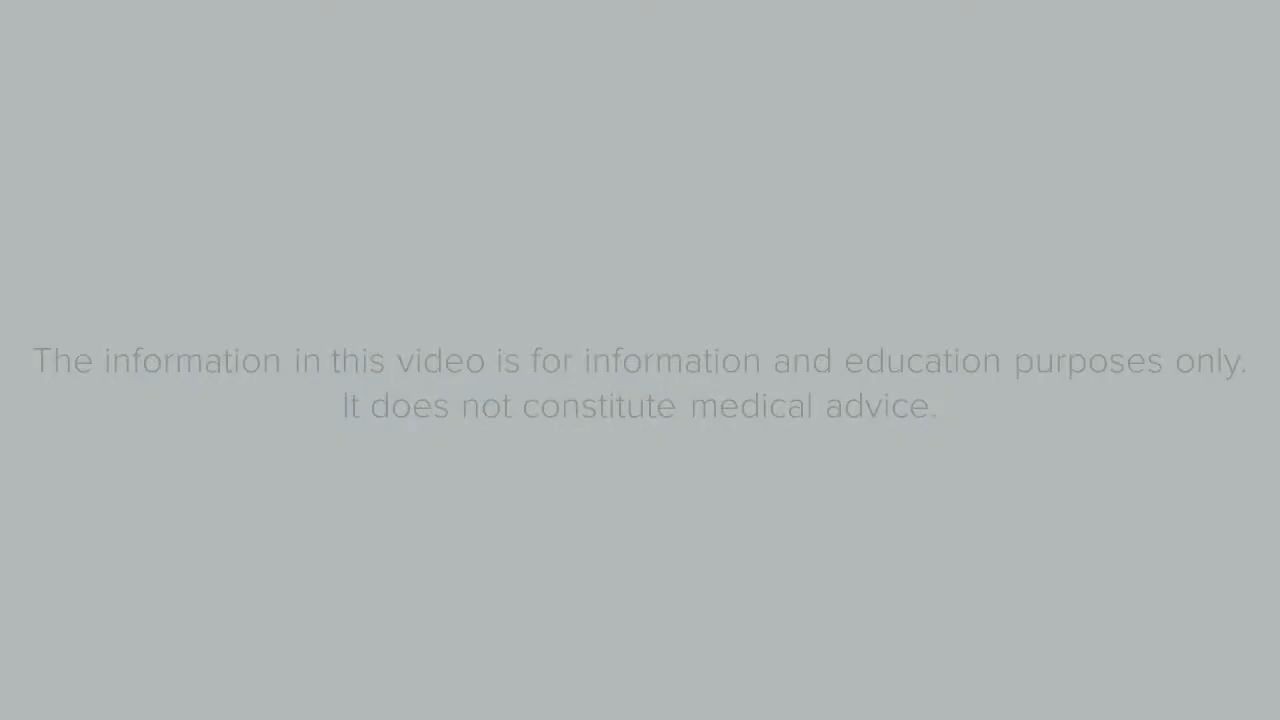 The information in this video is for information and education purposes only.
It does not constitute medical advice.